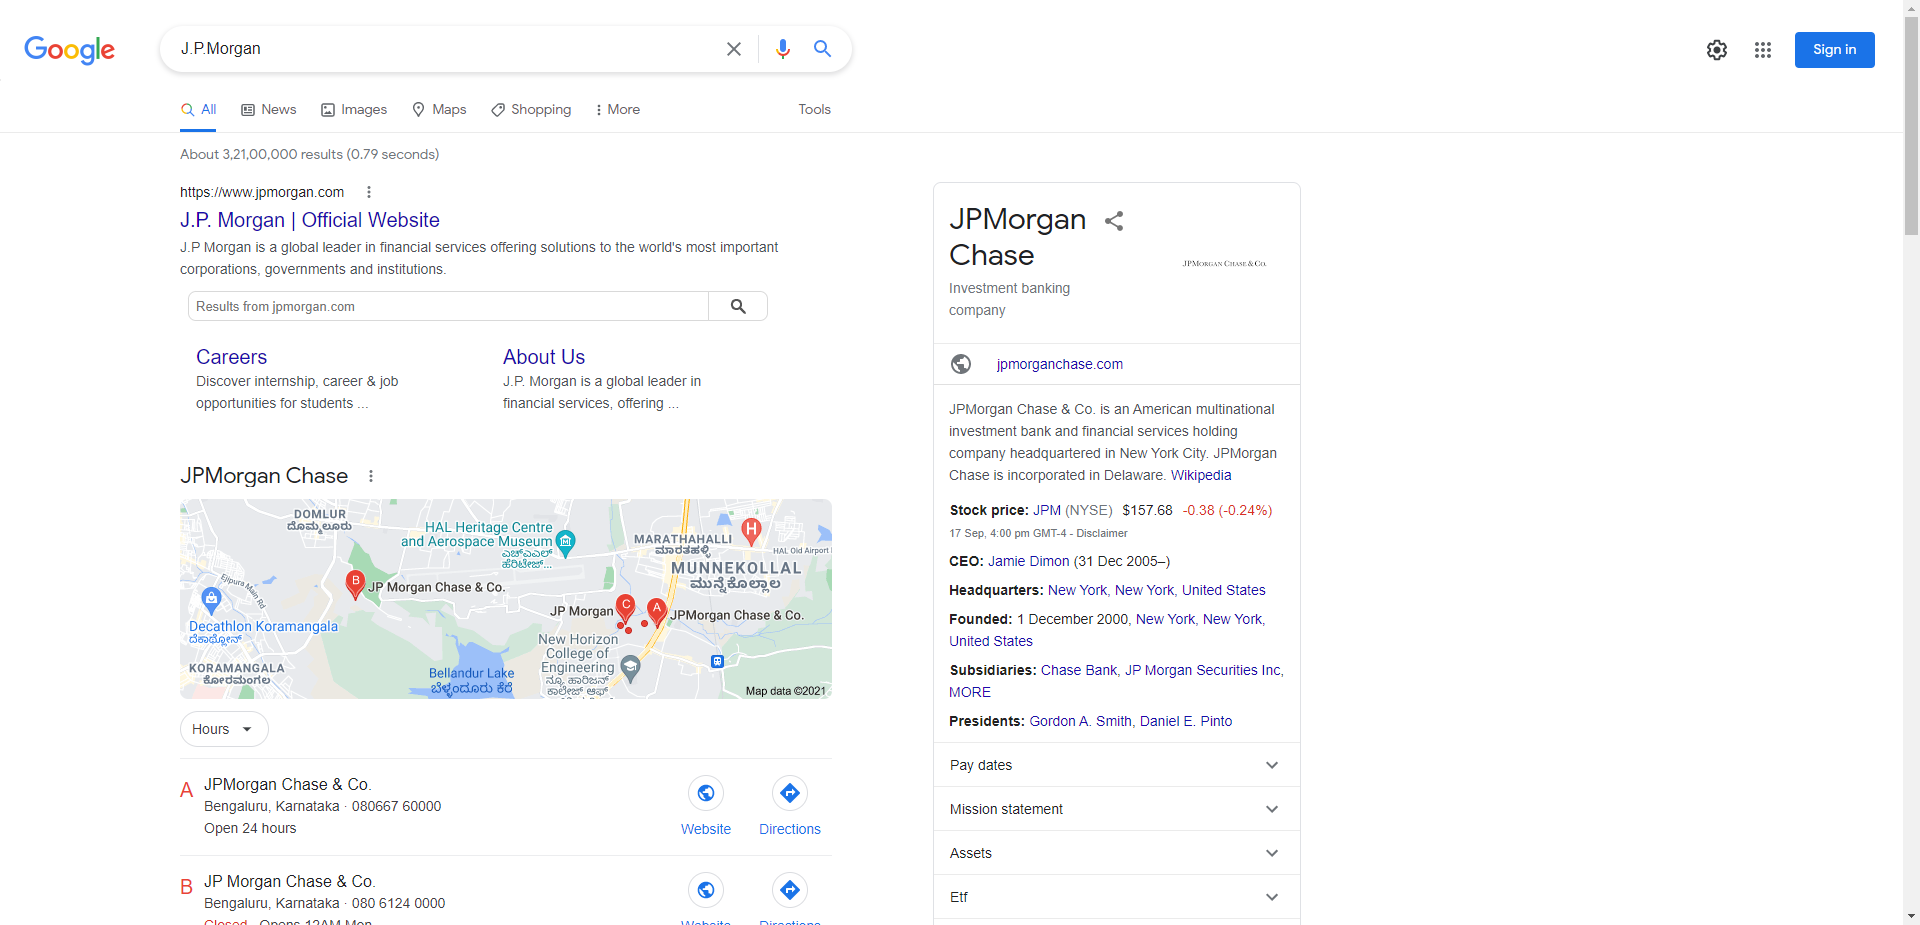 Google
J.P.Morgan
Sign in
All
News
Images
Maps
Shopping
More
Tools
About 3,21,00,000 results (0.79 seconds)
https://www.jpmorgan.com
J.P. Morgan | Official Website
J.P Morgan is a global leader in financial services offering solutions to the world's most important
corporations, governments and institutions.
Results from jpmorgan.com
Careers
Discover internship, career & job
opportunities for students ...
About Us
J.P. Morgan is a global leader in
financial services, offering ...
JPMorgan Chase
DOMLUR
ದೊಮ್ಮಲೂರು
HAL Heritage Centre
and Aerospace Museum
ಎಚ್ಎಎಲ್
ಹೆರಿಟೇಜ್...
MARATHAHALLI
ಮಾರತಹಳ್ಳಿ
H
HAL Old Airport
MUNNEKOLLAL
ಮುನ್ನೆಕೊಲ್ಲಾಲ
Ejipura Main Rd
B
JP Morgan Chase & Co.
JP Morgan
C
A
JPMorgan Chase & Co.
Decathlon Koramangala
ಡೆಕಾಥ್ಲೋನ್
New Horizon
College of
Engineering
ನ್ಯೂ ಹಾರಿಜನ್
ಕಾಲೇಜ್ ಆಫ್
KORAMANGALA
ಕೋರಮಂಗಲ
Bellandur Lake
ಬೆಳ್ಳಂದೂರು ಕೆರೆ
Map data ©2021
Hours
A
JPMorgan Chase & Co.
Bengaluru, Karnataka · 080667 60000
Open 24 hours
Website
Directions
B
JP Morgan Chase & Co.
Bengaluru, Karnataka · 080 6124 0000
Closed · Opens 12AM Mon
Website
Directions
JPMorgan
Chase
JPMORGAN CHASE & CO.
Investment banking
company
jpmorganchase.com
JPMorgan Chase & Co. is an American multinational
investment bank and financial services holding
company headquartered in New York City. JPMorgan
Chase is incorporated in Delaware. Wikipedia
Stock price: JPM (NYSE) $157.68 -0.38 (-0.24%)
17 Sep, 4:00 pm GMT-4 - Disclaimer
CEO: Jamie Dimon (31 Dec 2005–)
Headquarters: New York, New York, United States
Founded: 1 December 2000, New York, New York,
United States
Subsidiaries: Chase Bank, JP Morgan Securities Inc,
MORE
Presidents: Gordon A. Smith, Daniel E. Pinto
Pay dates
Mission statement
Assets
Etf